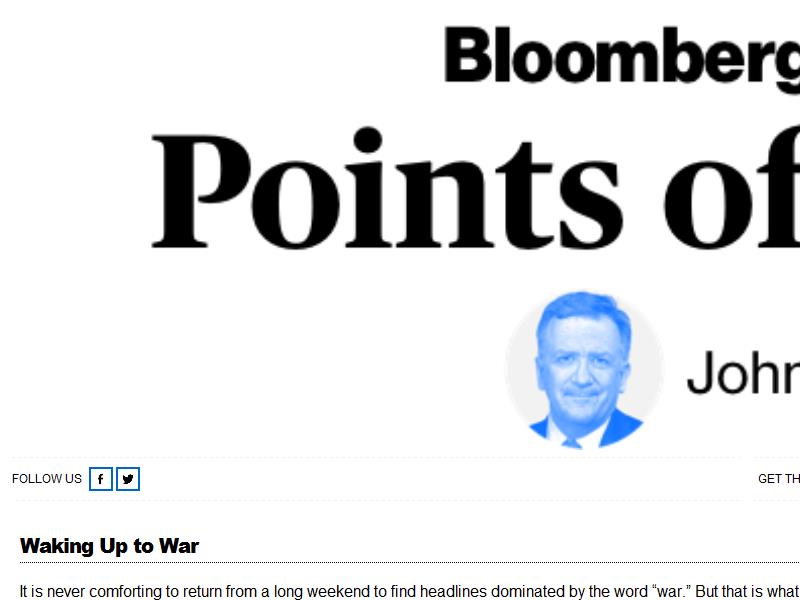 Bloomberg
Points of
John
FOLLOW US
GET TH
Waking Up to War
It is never comforting to return from a long weekend to find headlines dominated by the word “war.” But that is what